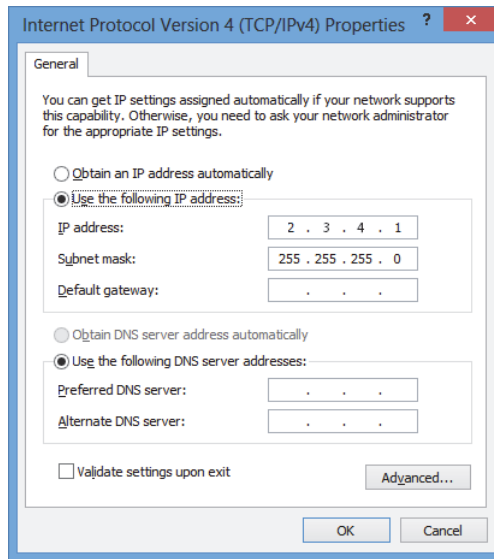 Internet Protocol Version 4 (TCP/IPv4) Properties ?
General
You can get IP settings assigned automatically if your network supports
this capability. Otherwise, you need to ask your network administrator
for the appropriate IP settings.
Obtain an IP address automatically
Use the following IP address:
IP address: 2 . 3 . 4 . 1
Subnet mask: 255 . 255 . 255 . 0
Default gateway: . . .
Obtain DNS server address automatically
Use the following DNS server addresses:
Preferred DNS server: . . .
Alternate DNS server: . . .
Validate settings upon exit
Advanced...
OK Cancel